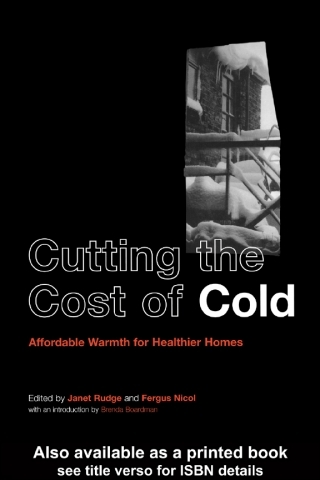 Cutting the
Cost of Cold
Affordable Warmth for Healthier Homes
Edited by Janet Rudge and Fergus Nicol
with an introduction by Brenda Boardman
Also available as a printed book
see title verso for ISBN details